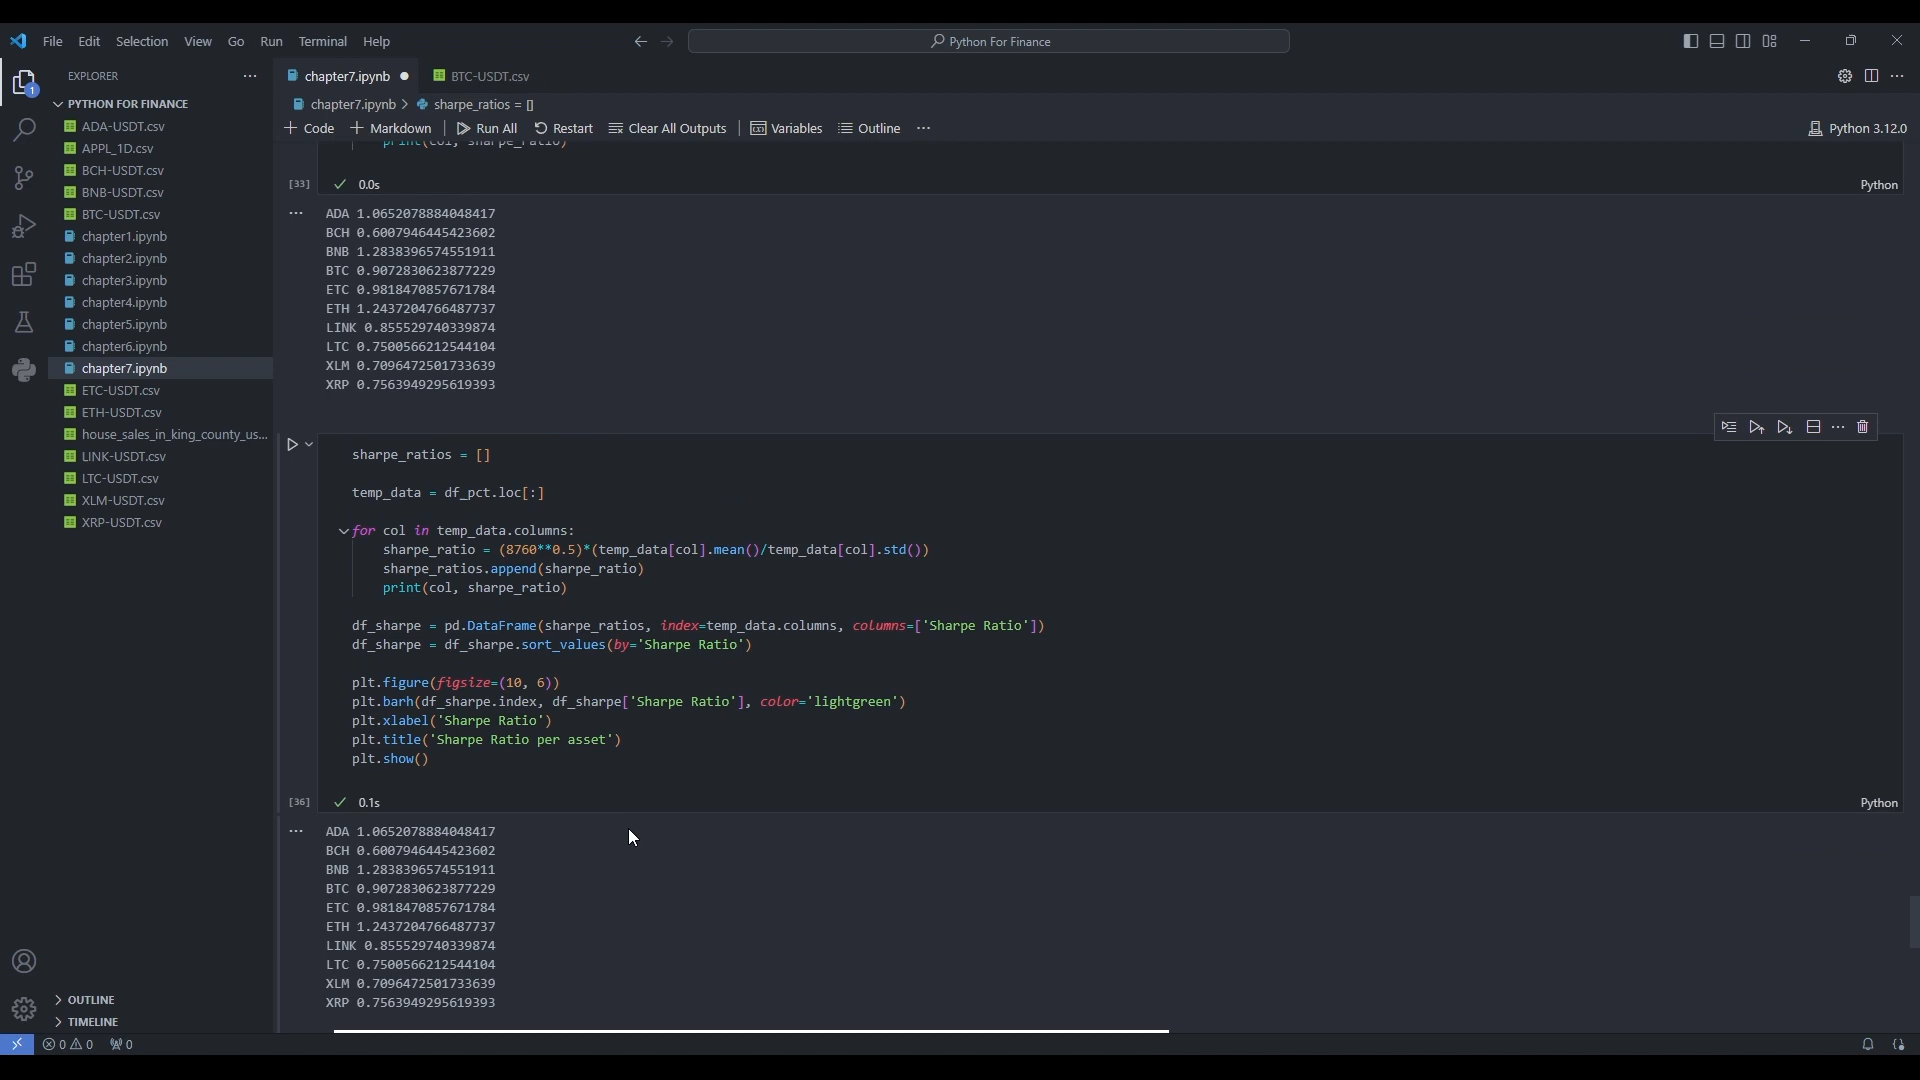 File Edit Selection View Go Run Terminal Help
Python For Finance
EXPLORER
PYTHON FOR FINANCE
ADA-USDT.csv
APPL_1D.csv
BCH-USDT.csv
BNB-USDT.csv
BTC-USDT.csv
chapter1.ipynb
chapter2.ipynb
chapter3.ipynb
chapter4.ipynb
chapter5.ipynb
chapter6.ipynb
chapter7.ipynb
ETC-USDT.csv
ETH-USDT.csv
house_sales_in_king_county_us...
LINK-USDT.csv
LTC-USDT.csv
XLM-USDT.csv
XRP-USDT.csv
OUTLINE
TIMELINE
1
chapter7.ipynb BTC-USDT.csv
chapter7.ipynb > sharpe_ratios = []
+ Code + Markdown Run All Restart Clear All Outputs Variables Outline ... Python 3.12.0
print(col, sharpe_ratio)
[33] 0.0s Python
ADA 1.0652078884048417
BCH 0.6007946445423602
BNB 1.2838396574551911
BTC 0.9072830623877229
ETC 0.9818470857671784
ETH 1.2437204766487737
LINK 0.855529740339874
LTC 0.7500566212544104
XLM 0.7096472501733639
XRP 0.7563949295619393
sharpe_ratios = []
temp_data = df_pct.loc[:]
for col in temp_data.columns:
sharpe_ratio = (8760**0.5)*(temp_data[col].mean()/temp_data[col].std())
sharpe_ratios.append(sharpe_ratio)
print(col, sharpe_ratio)
df_sharpe = pd.DataFrame(sharpe_ratios, index=temp_data.columns, columns=['Sharpe Ratio'])
df_sharpe = df_sharpe.sort_values(by='Sharpe Ratio')
plt.figure(figsize=(10, 6))
plt.barh(df_sharpe.index, df_sharpe['Sharpe Ratio'], color='lightgreen')
plt.xlabel('Sharpe Ratio')
plt.title('Sharpe Ratio per asset')
plt.show()
[36] 0.1s Python
ADA 1.0652078884048417
BCH 0.6007946445423602
BNB 1.2838396574551911
BTC 0.9072830623877229
ETC 0.9818470857671784
ETH 1.2437204766487737
LINK 0.855529740339874
LTC 0.7500566212544104
XLM 0.7096472501733639
XRP 0.7563949295619393
0 0 0